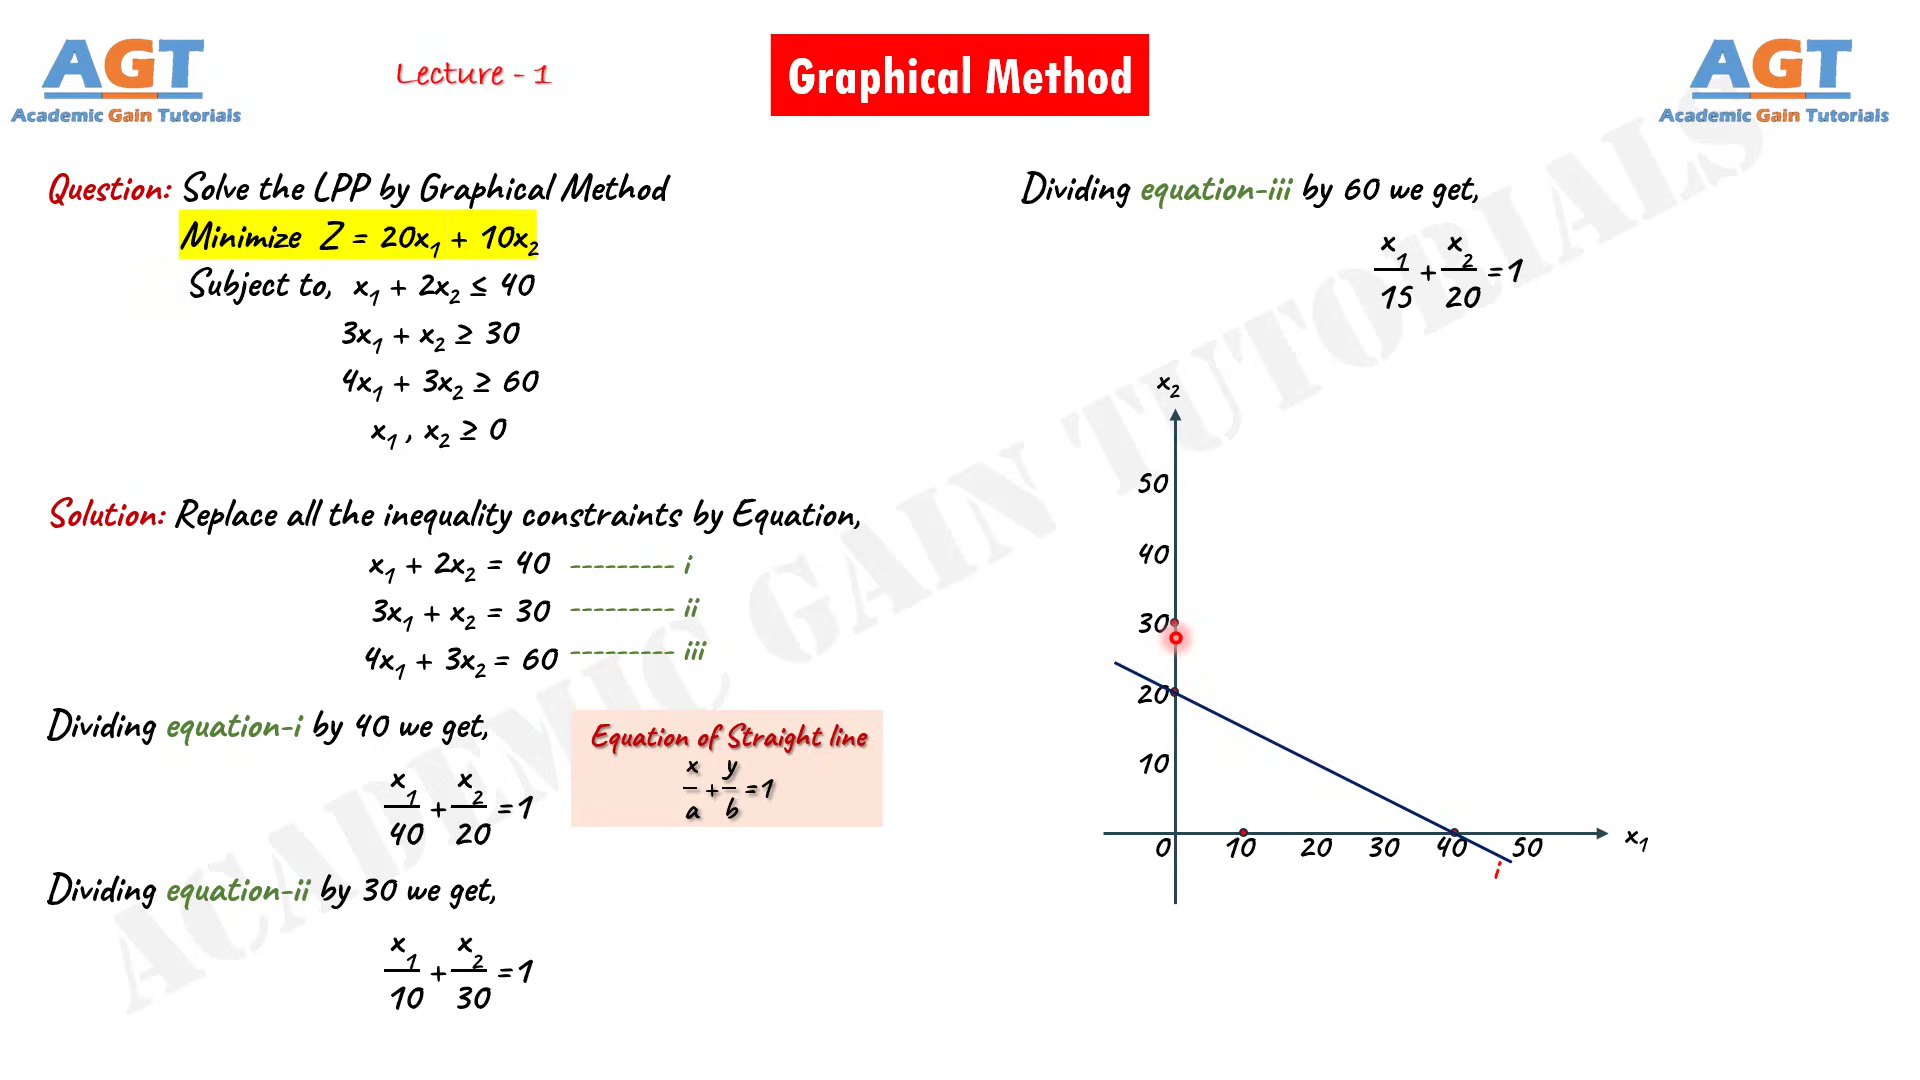 AGT
Academic Gain Tutorials
Lecture - 1
Graphical Method
AGT
Academic Gain Tutorials
Question: Solve the LPP by Graphical Method
Minimize Z = 20x₁ + 10x₂
Subject to, x₁ + 2x₂ ≤ 40
3x₁ + x₂ ≥ 30
4x₁ + 3x₂ ≥ 60
x₁ , x₂ ≥ 0
Solution: Replace all the inequality constraints by Equation,
x₁ + 2x₂ = 40 --------- i
3x₁ + x₂ = 30 --------- ii
4x₁ + 3x₂ = 60 --------- iii
Dividing equation-i by 40 we get,
x₁/40 + x₂/20 = 1
Equation of Straight line
x/a + y/b = 1
Dividing equation-ii by 30 we get,
x₁/10 + x₂/30 = 1
Dividing equation-iii by 60 we get,
x₁/15 + x₂/20 = 1
x₂
50
40
30
20
10
0 10 20 30 40 50 x₁
i
ACADEMIC GAIN TUTORIALS